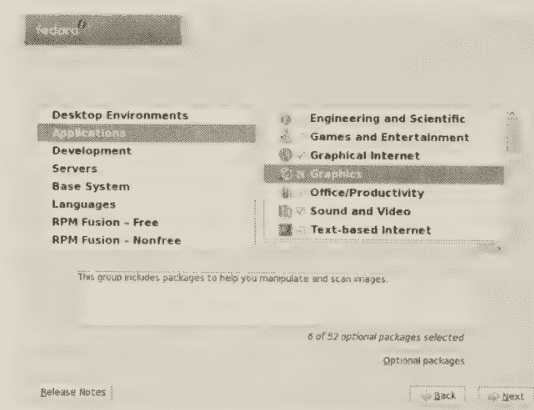 fedora
Desktop Environments
Applications
Development
Servers
Base System
Languages
RPM Fusion – Free
RPM Fusion – Nonfree
Engineering and Scientific
Games and Entertainment
Graphical Internet
Graphics
Office/Productivity
Sound and Video
Text-based Internet
This group includes packages to help you manipulate and scan images.
6 of 52 optional packages selected
Optional packages
Release Notes
Back
Next